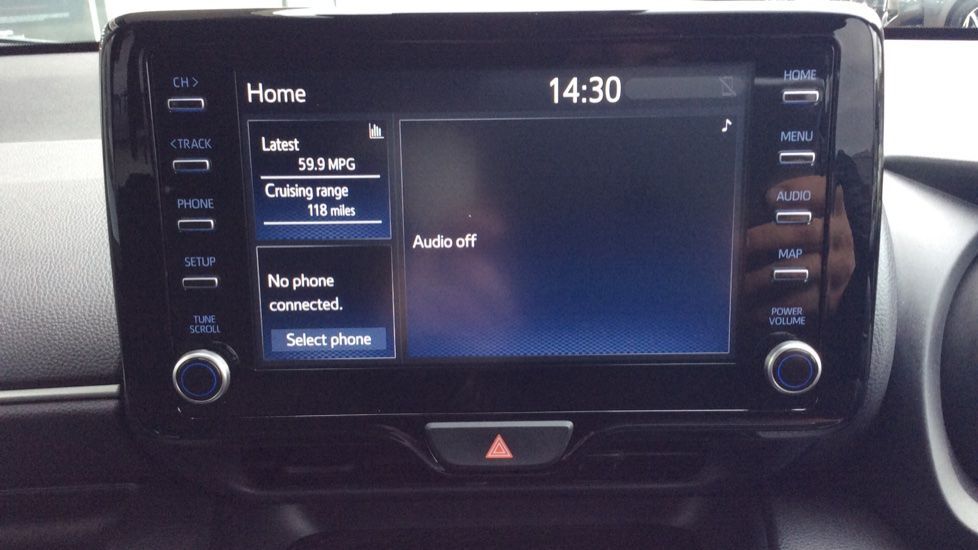 CH >
< TRACK
PHONE
SETUP
TUNE
SCROLL
Home
14:30
Latest
59.9 MPG
Cruising range
118 miles
No phone
connected.
Select phone
Audio off
HOME
MENU
AUDIO
MAP
POWER
VOLUME